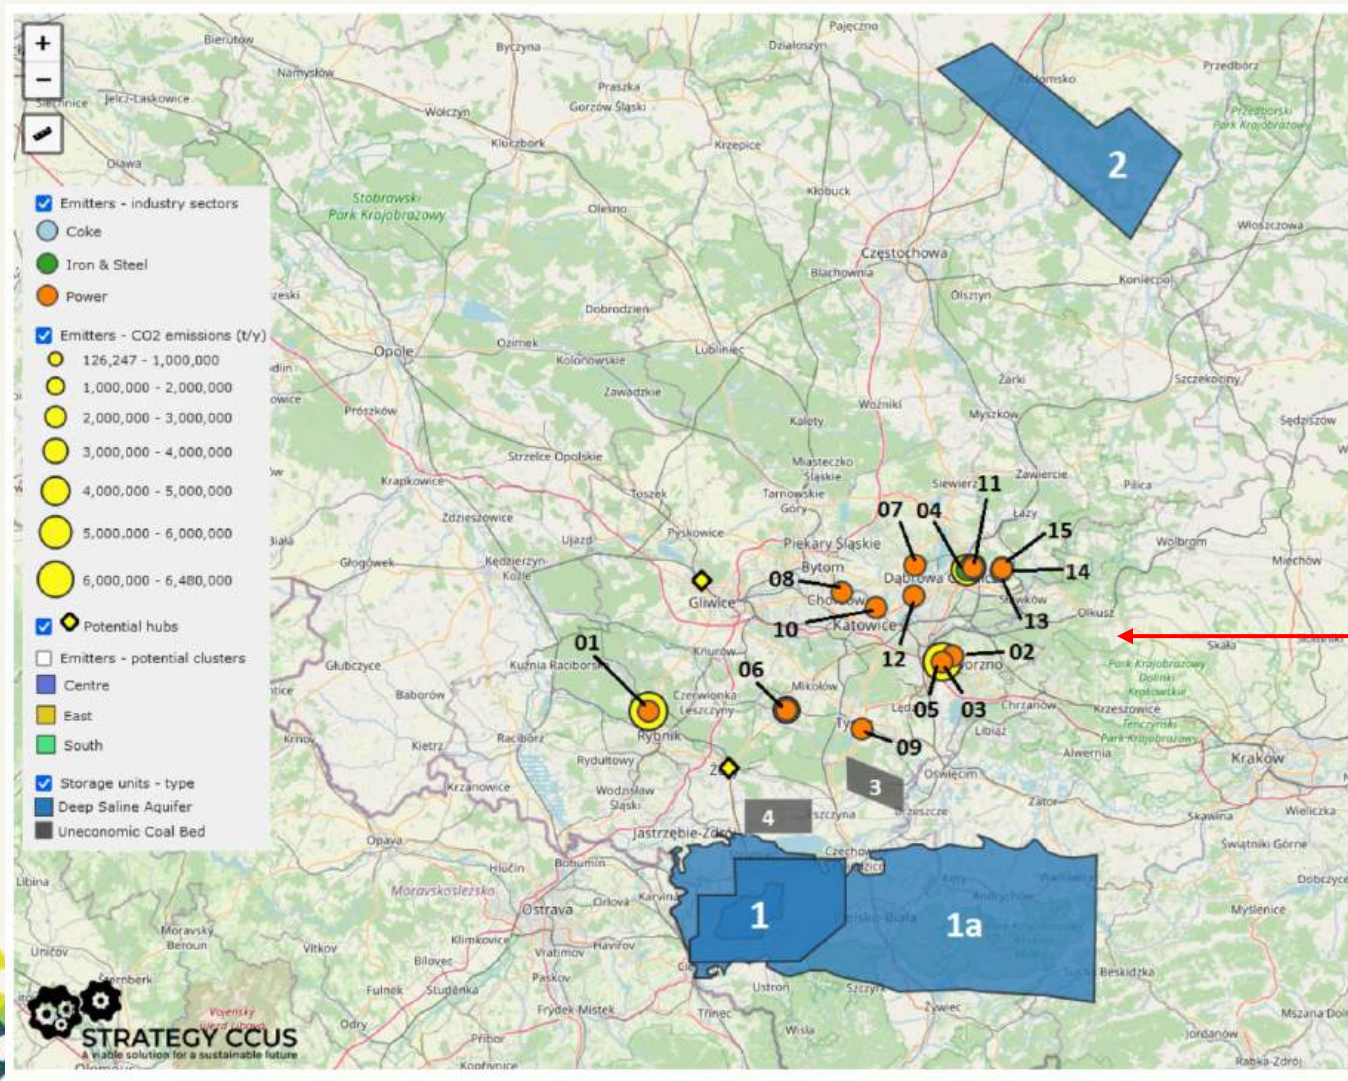 +
−
Emitters - industry sectors
Coke
Iron & Steel
Power
Emitters - CO2 emissions (t/y)
126,247 - 1,000,000
1,000,000 - 2,000,000
2,000,000 - 3,000,000
3,000,000 - 4,000,000
4,000,000 - 5,000,000
5,000,000 - 6,000,000
6,000,000 - 6,480,000
Potential hubs
Emitters - potential clusters
Centre
East
South
Storage units - type
Deep Saline Aquifer
Uneconomic Coal Bed
STRATEGY CCUS
A viable solution for a sustainable future
Pajęczno
Bierutów
Byczyna
Działoszyn
Przedbórz
Namysłów
Praszka
Jelcz-Laskowice
Gorzów Śląski
Wołczyn
Przedborski
Park Krajobrazowy
Kluczbork
Krzepice
Oława
2
Stobrawski
Park Krajobrazowy
Kłobuck
Olesno
Włoszczowa
Częstochowa
Blachownia
Koniecpol
Olsztyn
Dobrodzień
Ozimek
Opole
Kolonowskie
Lubliniec
Żarki
Szczekociny
Zawadzkie
Woźniki
Prószków
Myszków
Kalety
Sędziszów
Strzelce Opolskie
Miasteczko
Śląskie
Zawiercie
Krapkowice
Siewierz
Pilica
Toszek
Tarnowskie
Góry
11
07
04
Łazy
Zdzieszowice
15
Pyskowice
Ujazd
Piekary Śląskie
Wolbrom
Głogówek
Kędzierzyn-
Koźle
Bytom
Miechów
08
14
Gliwice
Olkusz
10
Katowice
13
Skała
01
Knurów
12
02
Głubczyce
Kuźnia Raciborska
06
Mikołów
Park Krajobrazowy
Dolinki
Krakowskie
Baborów
Czerwionka
Leszczyny
05
03
Chrzanów
Krzeszowice
Tenczyński
Park Krajobrazowy
Krnov
Kietrz
Racibórz
Rybnik
09
Libiąż
Alwernia
Kraków
Rydułtowy
Oświęcim
Krzanowice
Wodzisław
Śląski
3
Zator
Wieliczka
4
Brzeszcze
Skawina
Opava
Jastrzębie-Zdrój
Świątniki Górne
Hlučín
Bohumín
Libina
Moravskoslezsko
Karviná
Dobczyce
Ostrava
Orlová
1
1a
Myślenice
Moravský
Beroun
Klimkovice
Uničov
Vítkov
Vratimov
Havířov
Bílovec
Paskov
Ustroń
Fulnek
Studénka
Szczyrk
Vojenský
Frýdek-Místek
Żywiec
Třinec
Odry
Wisła
Příbor
Jordanów
Kopřivnice
Rabka-Zdrój